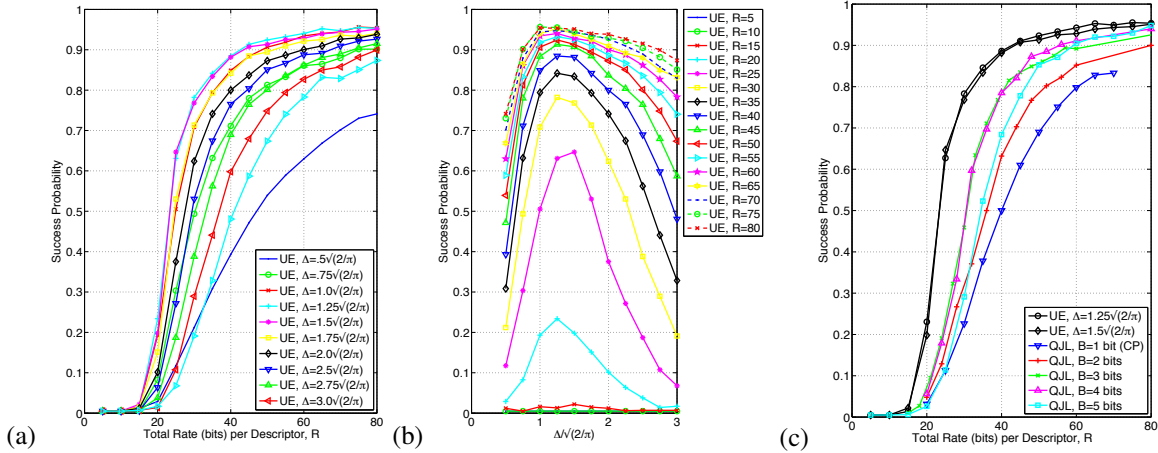 Success Probability
1
0.9
0.8
0.7
0.6
0.5
0.4
0.3
0.2
0.1
0
0 20 40 60 80
Total Rate (bits) per Descriptor, R
UE, Δ=.5√(2/π)
UE, Δ=.75√(2/π)
UE, Δ=1.0√(2/π)
UE, Δ=1.25√(2/π)
UE, Δ=1.5√(2/π)
UE, Δ=1.75√(2/π)
UE, Δ=2.0√(2/π)
UE, Δ=2.5√(2/π)
UE, Δ=2.75√(2/π)
UE, Δ=3.0√(2/π)
(a)
Success Probability
1
0.9
0.8
0.7
0.6
0.5
0.4
0.3
0.2
0.1
0
0 1 2 3
Δ/√(2/π)
UE, R=5
UE, R=10
UE, R=15
UE, R=20
UE, R=25
UE, R=30
UE, R=35
UE, R=40
UE, R=45
UE, R=50
UE, R=55
UE, R=60
UE, R=65
UE, R=70
UE, R=75
UE, R=80
(b)
Success Probability
1
0.9
0.8
0.7
0.6
0.5
0.4
0.3
0.2
0.1
0
0 20 40 60 80
Total Rate (bits) per Descriptor, R
UE, Δ=1.25√(2/π)
UE, Δ=1.5√(2/π)
QJL, B=1 bit (CP)
QJL, B=2 bits
QJL, B=3 bits
QJL, B=4 bits
QJL, B=5 bits
(c)